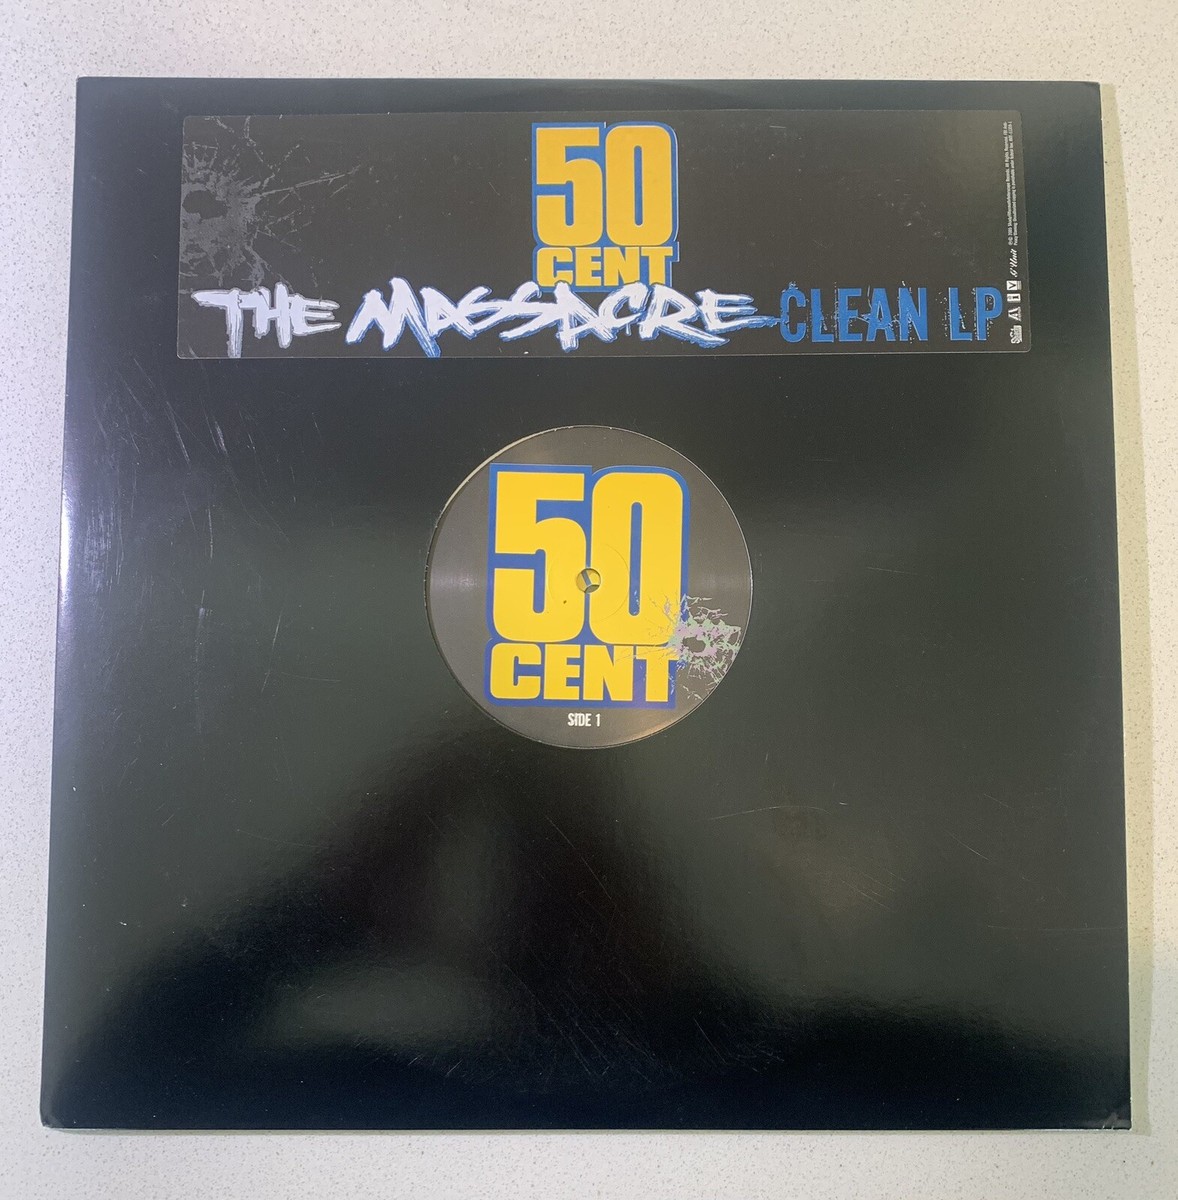 50
CENT
THE MASSACRE CLEAN LP
50
CENT
SIDE 1